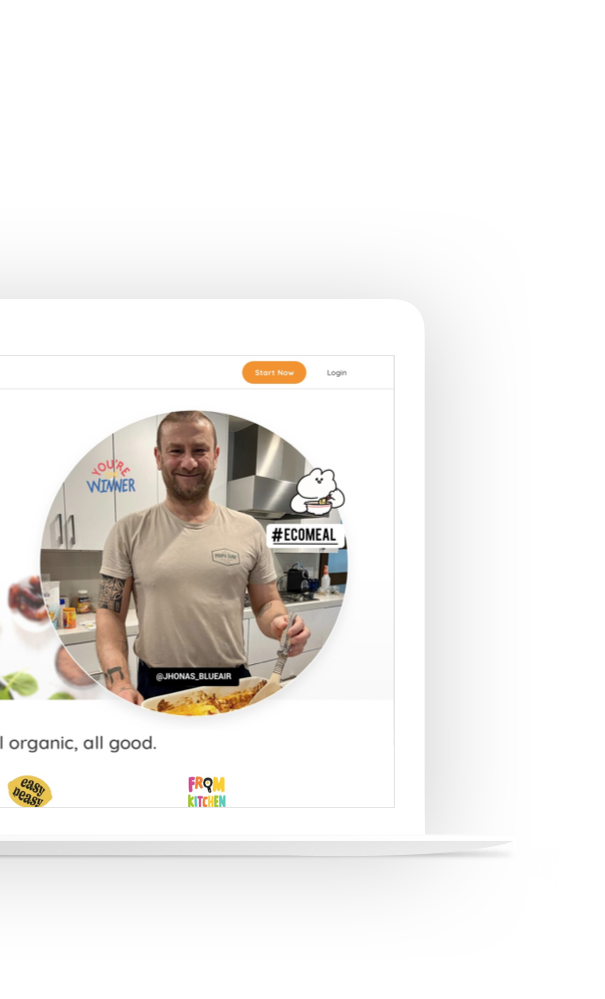 Start Now
Login
YOU'RE
WINNER
#ECOMEAL
@JHONAS_BLUEAIR
l organic, all good.
easy
peasy
FROM
KITCHEN